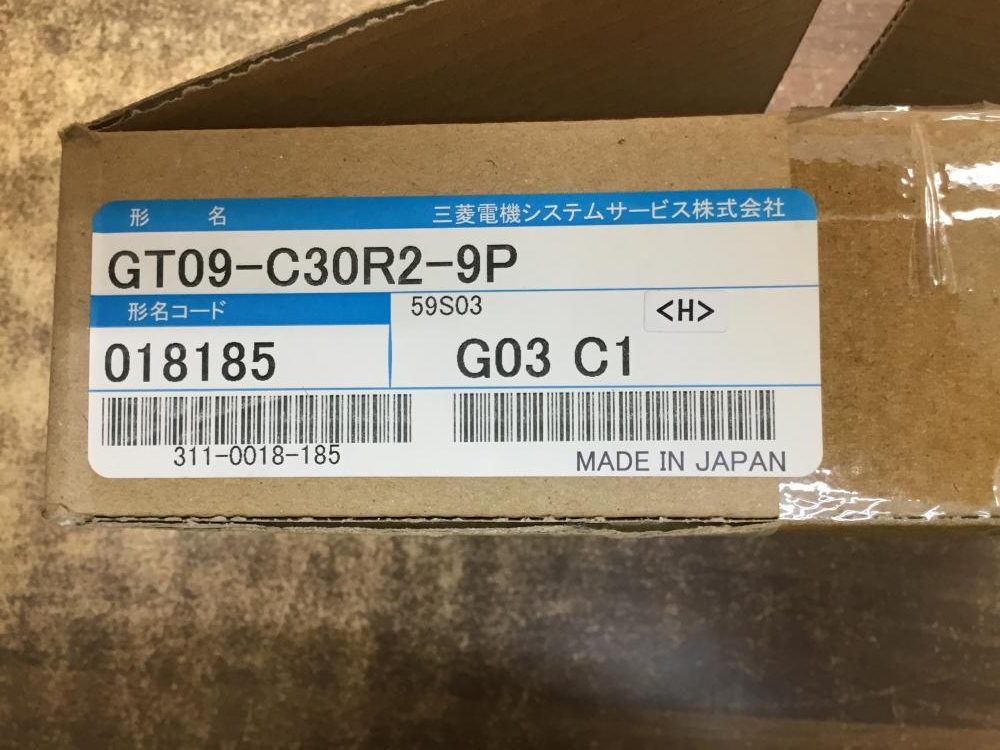 形 名 三菱電機システムサービス株式会社
GT09-C30R2-9P
形名コード 59S03 <H>
018185 G03 C1
311-0018-185 MADE IN JAPAN